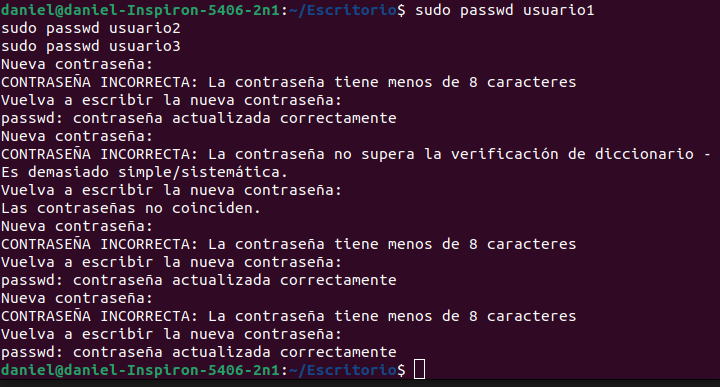 daniel@daniel-Inspiron-5406-2n1:~/Escritorio$ sudo passwd usuario1
sudo passwd usuario2
sudo passwd usuario3
Nueva contraseña:
CONTRASEÑA INCORRECTA: La contraseña tiene menos de 8 caracteres
Vuelva a escribir la nueva contraseña:
passwd: contraseña actualizada correctamente
Nueva contraseña:
CONTRASEÑA INCORRECTA: La contraseña no supera la verificación de diccionario -
Es demasiado simple/sistemática.
Vuelva a escribir la nueva contraseña:
Las contraseñas no coinciden.
Nueva contraseña:
CONTRASEÑA INCORRECTA: La contraseña tiene menos de 8 caracteres
Vuelva a escribir la nueva contraseña:
passwd: contraseña actualizada correctamente
Nueva contraseña:
CONTRASEÑA INCORRECTA: La contraseña tiene menos de 8 caracteres
Vuelva a escribir la nueva contraseña:
passwd: contraseña actualizada correctamente
daniel@daniel-Inspiron-5406-2n1:~/Escritorio$